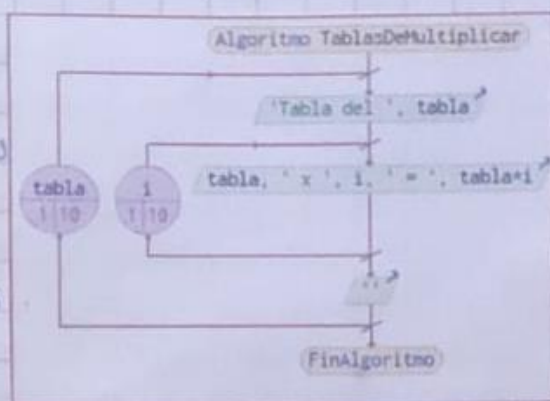 Algoritmo TablasDeMultiplicar
'Tabla del ', tabla
tabla, ' x ', i, ' = ', tabla*i
tabla
1 10
i
1 10
''
FinAlgoritmo